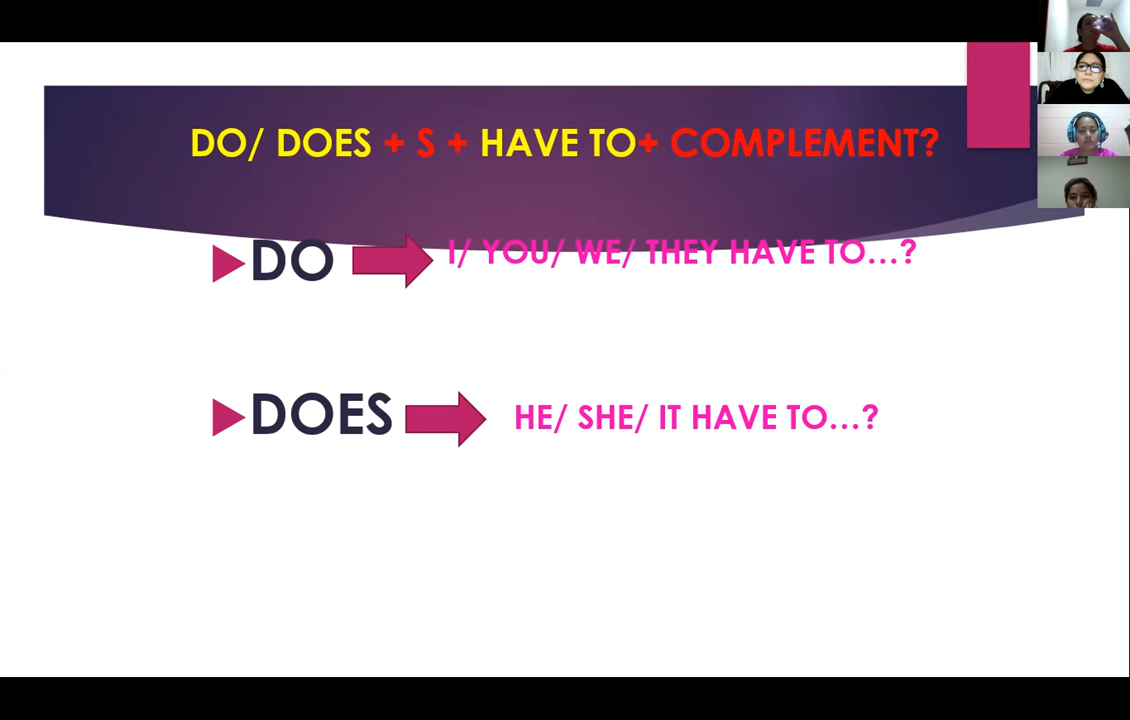 DO/ DOES + S + HAVE TO+ COMPLEMENT?
DO I/ YOU/ WE/ THEY HAVE TO...?
DOES HE/ SHE/ IT HAVE TO...?